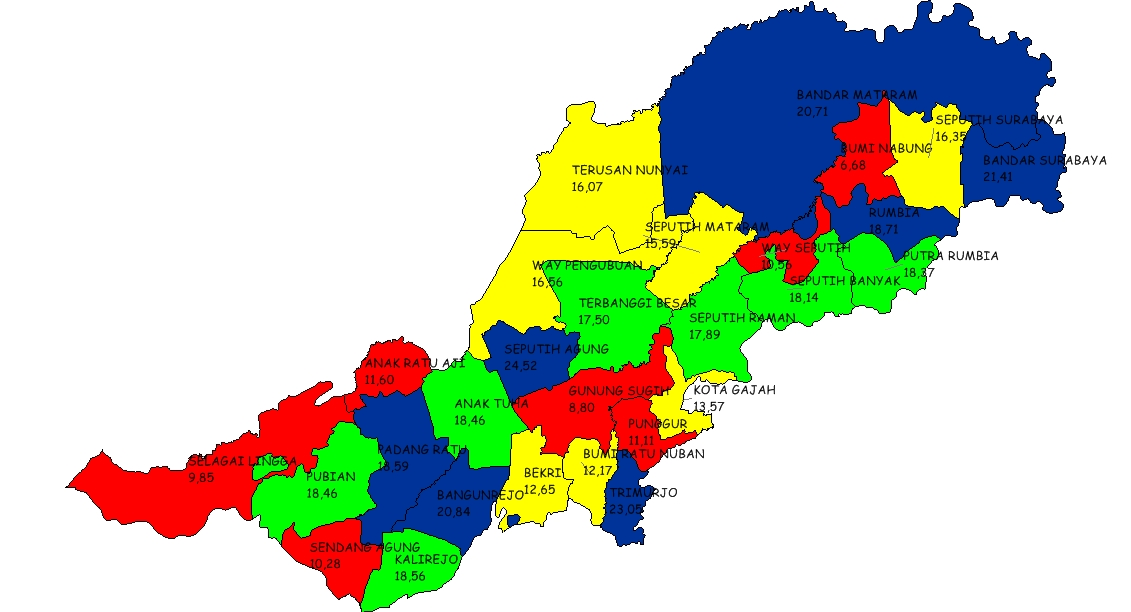 BANDAR MATARAM
20,71
SEPUTIH SURABAYA
16,35
BUMI NABUNG
6,68
BANDAR SURABAYA
21,41
TERUSAN NUNYAI
16,07
RUMBIA
18,71
SEPUTIH MATARAM
15,59
WAY SEPUTIH
10,56
PUTRA RUMBIA
18,37
WAY PENGUBUAN
16,56
SEPUTIH BANYAK
18,14
TERBANGGI BESAR
17,50
SEPUTIH RAMAN
17,89
SEPUTIH AGUNG
24,52
ANAK RATU AJI
11,60
GUNUNG SUGIH
8,80
KOTA GAJAH
13,57
ANAK TUHA
18,46
PUNGGUR
11,11
PADANG RATU
18,59
BUMI RATU NUBAN
12,17
SELAGAI LINGGA
9,85
PUBIAN
18,46
BEKRI
12,65
BANGUNREJO
20,84
TRIMURJO
23,05
SENDANG AGUNG
10,28
KALIREJO
18,56